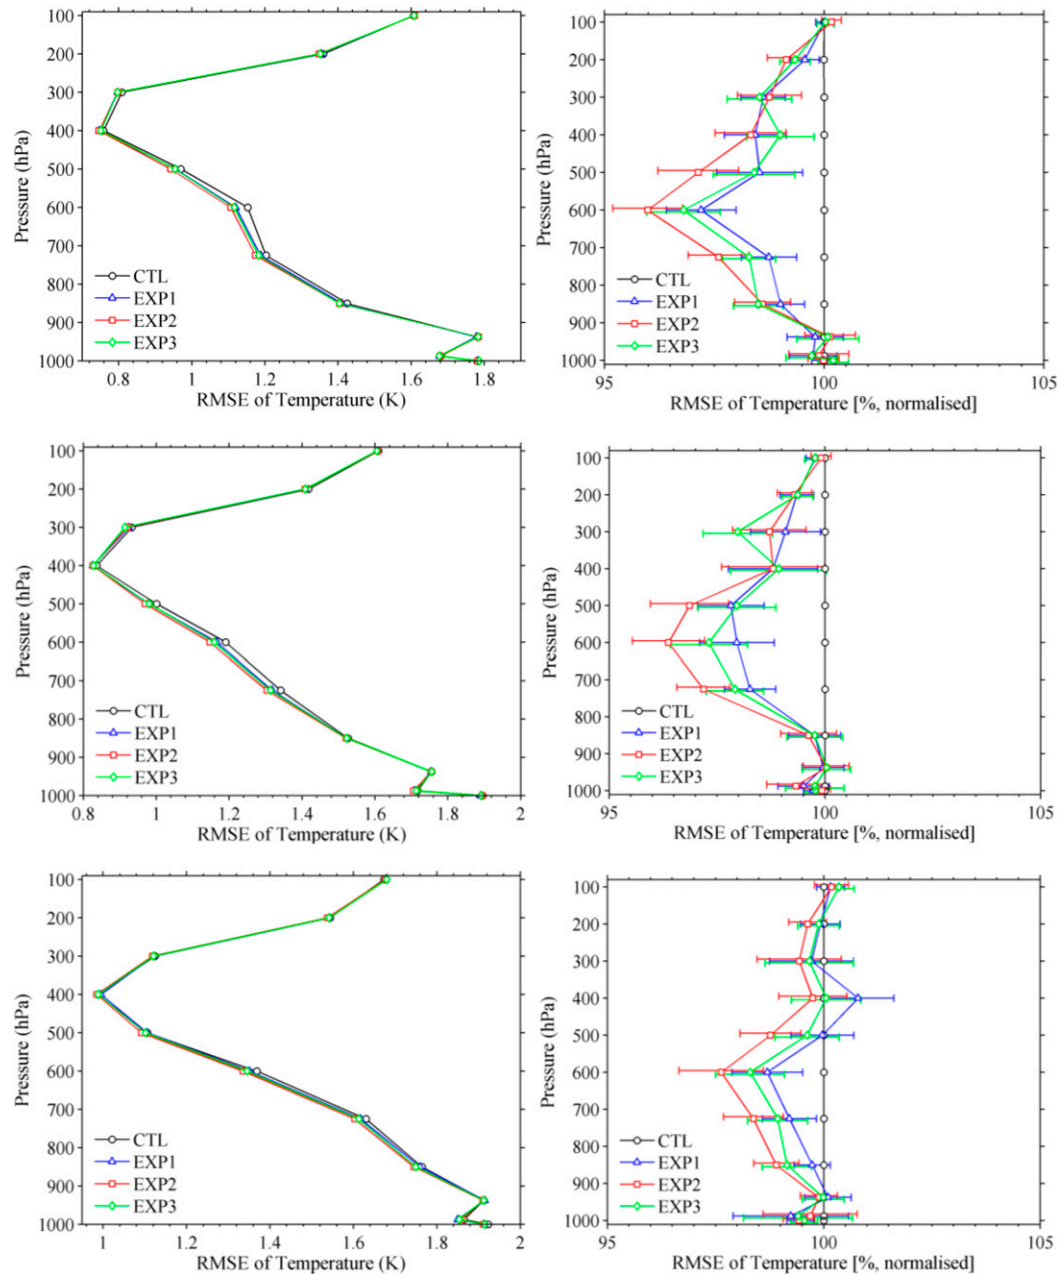 100
200
300
400
500
600
700
800
900
1000
Pressure (hPa)
CTL
EXP1
EXP2
EXP3
0.8 1 1.2 1.4 1.6 1.8
RMSE of Temperature (K)
100
200
300
400
500
600
700
800
900
1000
Pressure (hPa)
CTL
EXP1
EXP2
EXP3
95 100 105
RMSE of Temperature [%, normalised]
100
200
300
400
500
600
700
800
900
1000
Pressure (hPa)
CTL
EXP1
EXP2
EXP3
0.8 1 1.2 1.4 1.6 1.8 2
RMSE of Temperature (K)
100
200
300
400
500
600
700
800
900
1000
Pressure (hPa)
CTL
EXP1
EXP2
EXP3
95 100 105
RMSE of Temperature [%, normalised]
100
200
300
400
500
600
700
800
900
1000
Pressure (hPa)
CTL
EXP1
EXP2
EXP3
1 1.2 1.4 1.6 1.8 2
RMSE of Temperature (K)
100
200
300
400
500
600
700
800
900
1000
Pressure (hPa)
CTL
EXP1
EXP2
EXP3
95 100 105
RMSE of Temperature [%, normalised]